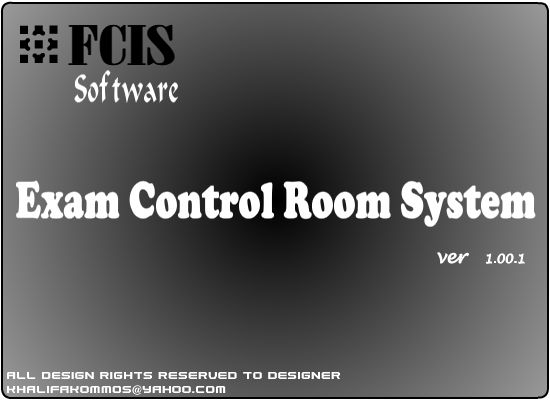 FCIS
Software
Exam Control Room System
ver 1.00.1
ALL DESIGN RIGHTS RESERVED TO DESIGNER
KHALIFAKOMMOS@YAHOO.COM